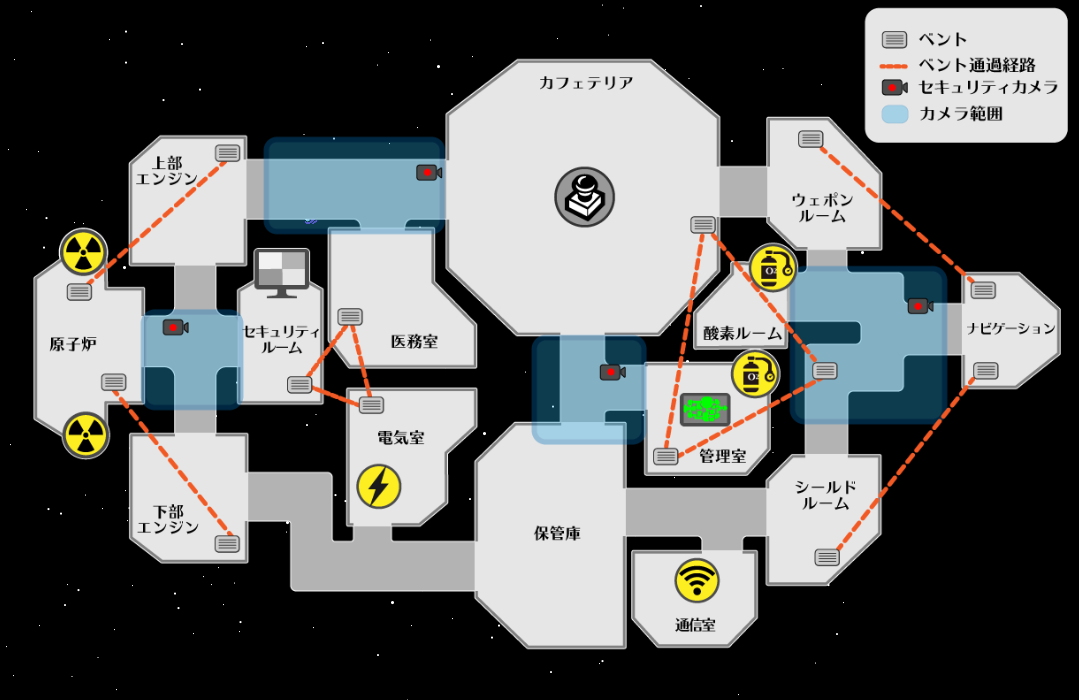 ベント
ベント通過経路
セキュリティカメラ
カメラ範囲
カフェテリア
上部
エンジン
ウェポン
ルーム
原子炉
セキュリティ
ルーム
医務室
酸素ルーム
O₂
ナビゲーション
O₂
電気室
管理室
下部
エンジン
保管庫
シールド
ルーム
通信室